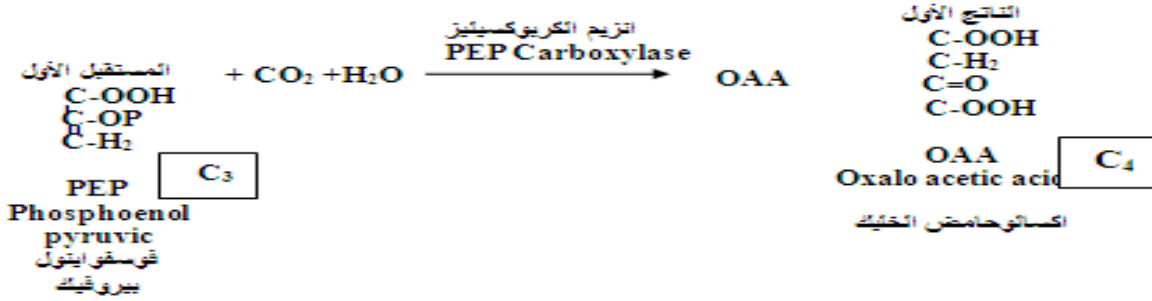 المستقبل الأول
C-OOH
C-OP
C-H₂
C₃
PEP
Phosphoenol
pyruvic
فوسفواينول
بيروفيك
+ CO₂ +H₂O
انزيم الكربوكسيليز
PEP Carboxylase
OAA
الناتج الأول
C-OOH
C-H₂
C=O
C-OOH
OAA
Oxalo acetic acid
C₄
اكسالوحامض الخليك